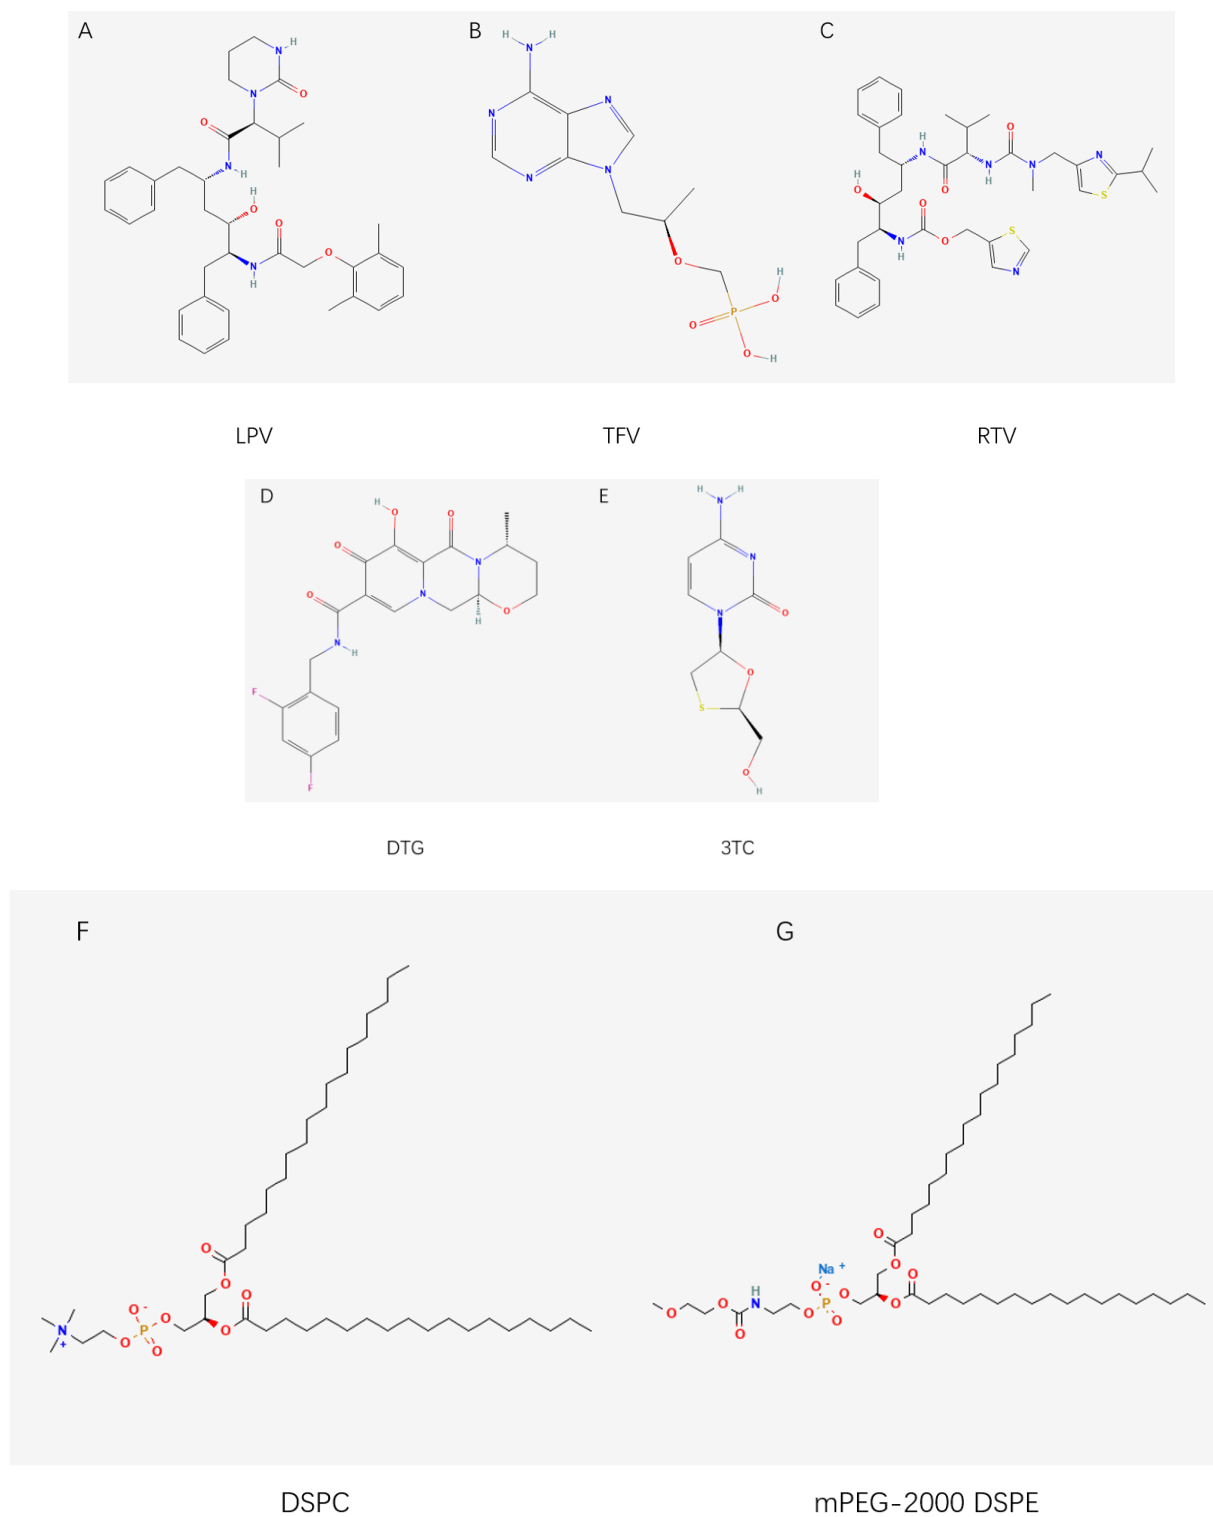 A B C
LPV TFV RTV
D E
DTG 3TC
F G
DSPC mPEG-2000 DSPE